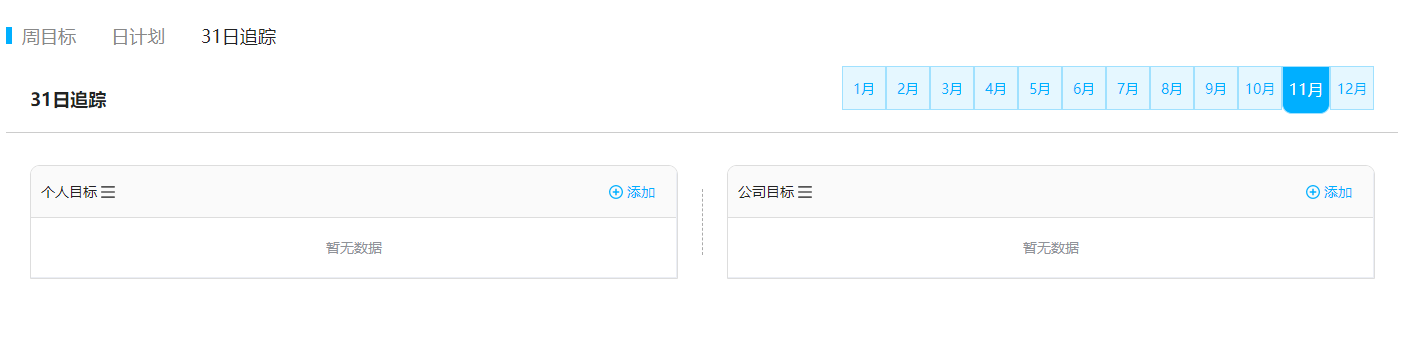 周目标 日计划 31日追踪
31日追踪 1月 2月 3月 4月 5月 6月 7月 8月 9月 10月 11月 12月
个人目标 添加 公司目标 添加
暂无数据 暂无数据